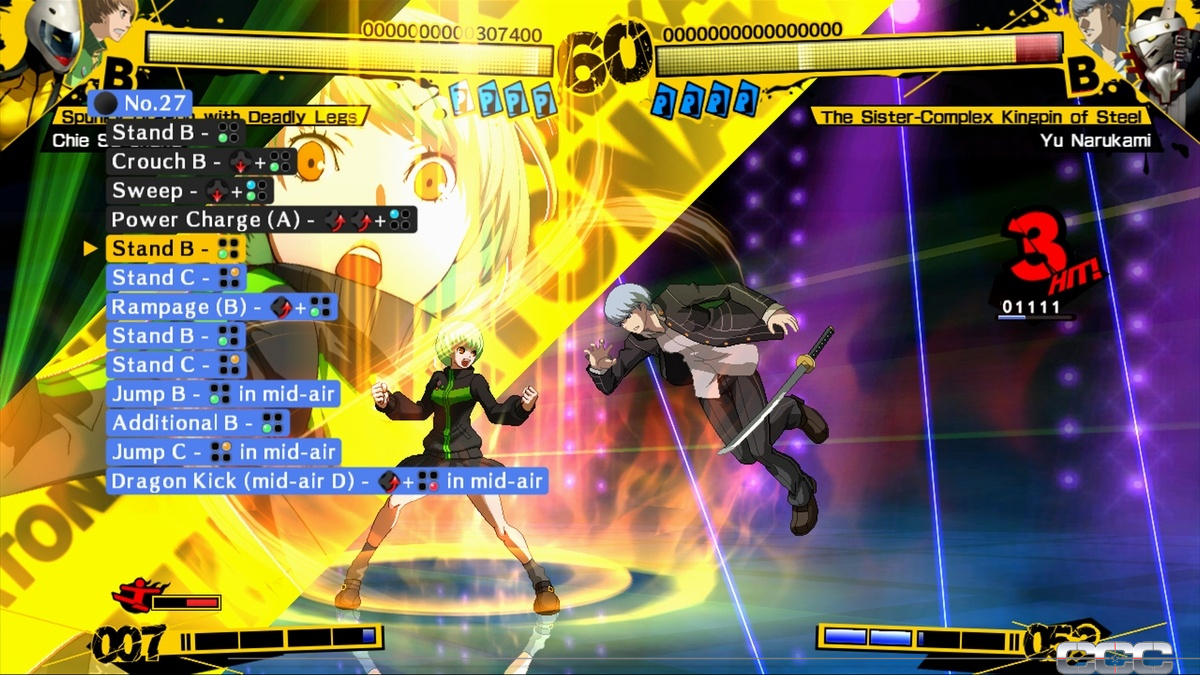 0000000000307400
60
0000000000000000
B
B
P P P P
P P P P
No.27
with Deadly Legs
The Sister-Complex Kingpin of Steel
Chie S
Yu Narukami
Stand B -
Crouch B - +
Sweep - +
Power Charge (A) - +
Stand B -
Stand C -
Rampage (B) - +
Stand B -
Stand C -
Jump B - in mid-air
Additional B -
Jump C - in mid-air
Dragon Kick (mid-air D) - + in mid-air
3 HIT!
01111
007
CCC